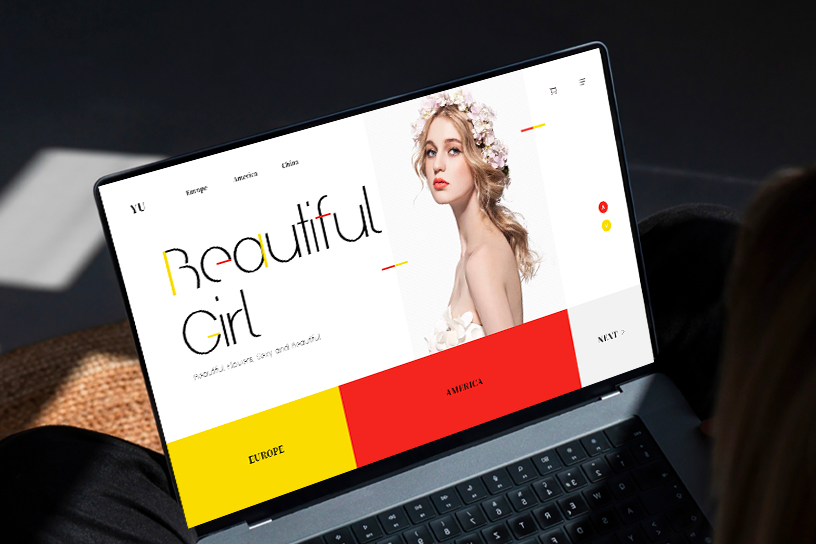 YU
Europe
America
China
Beautiful
Girl
Beautiful, Flowers, Sexy and Beautiful
EUROPE
AMERICA
NEXT >